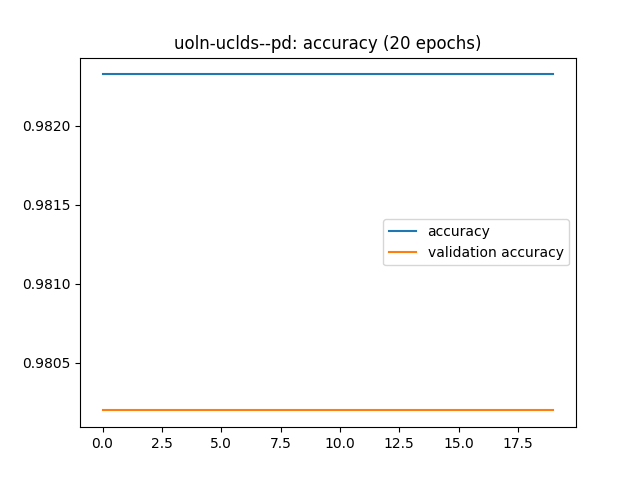 uoln-uclds--pd: accuracy (20 epochs)
0.9820
0.9815
0.9810
0.9805
accuracy
validation accuracy
0.0 2.5 5.0 7.5 10.0 12.5 15.0 17.5